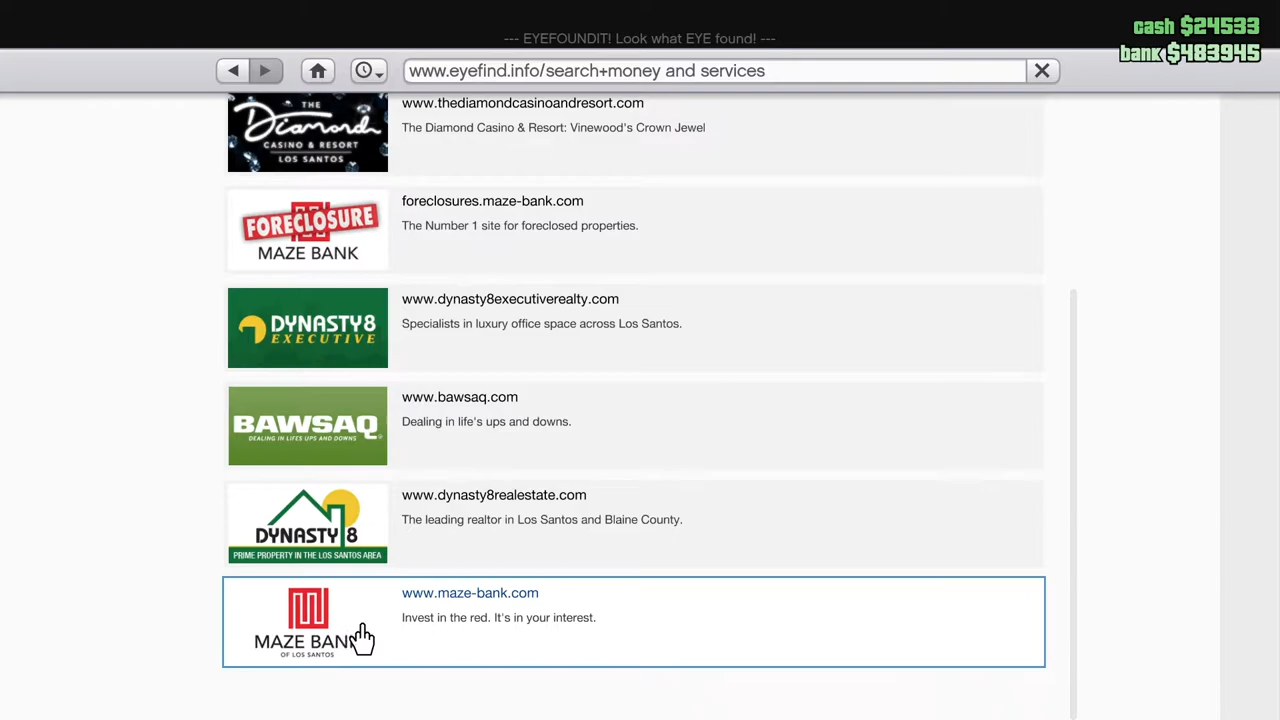 cash $24533
--- EYEFOUNDIT! Look what EYE found! ---
bank $483945
www.eyefind.info/search+money and services
THE
Diamond
CASINO & RESORT
LOS SANTOS
www.thediamondcasinoandresort.com
The Diamond Casino & Resort: Vinewood's Crown Jewel
FORECLOSURE
MAZE BANK
foreclosures.maze-bank.com
The Number 1 site for foreclosed properties.
DYNASTY8
EXECUTIVE
www.dynasty8executiverealty.com
Specialists in luxury office space across Los Santos.
BAWSAQ
DEALING IN LIFES UPS AND DOWNS
www.bawsaq.com
Dealing in life's ups and downs.
DYNASTY 8
PRIME PROPERTY IN THE LOS SANTOS AREA
www.dynasty8realestate.com
The leading realtor in Los Santos and Blaine County.
MAZE BANK
OF LOS SANTOS
www.maze-bank.com
Invest in the red. It's in your interest.